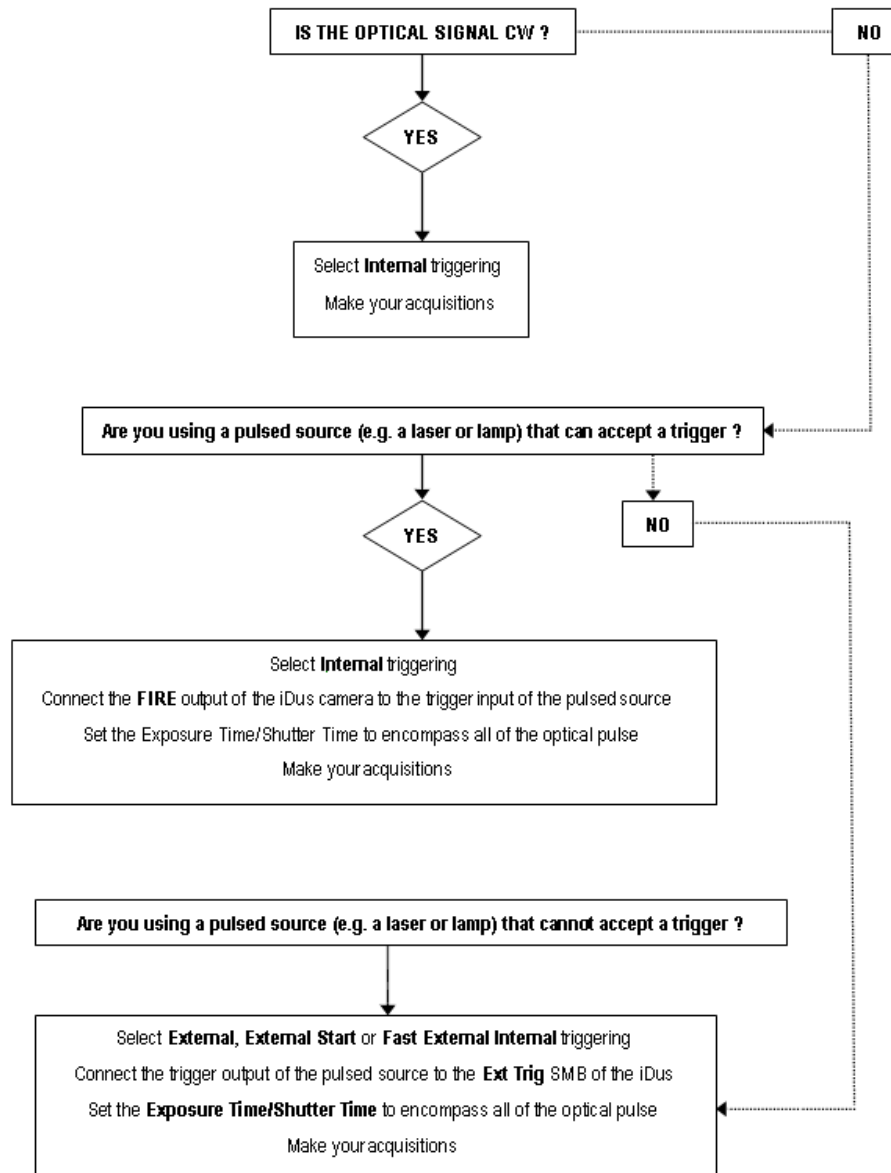 IS THE OPTICAL SIGNAL CW ?
NO
YES
Select Internal triggering
Make your acquisitions
Are you using a pulsed source (e.g. a laser or lamp) that can accept a trigger ?
YES
NO
Select Internal triggering
Connect the FIRE output of the iDus camera to the trigger input of the pulsed source
Set the Exposure Time/Shutter Time to encompass all of the optical pulse
Make your acquisitions
Are you using a pulsed source (e.g. a laser or lamp) that cannot accept a trigger ?
Select External, External Start or Fast External Internal triggering
Connect the trigger output of the pulsed source to the Ext Trig SMB of the iDus
Set the Exposure Time/Shutter Time to encompass all of the optical pulse
Make your acquisitions